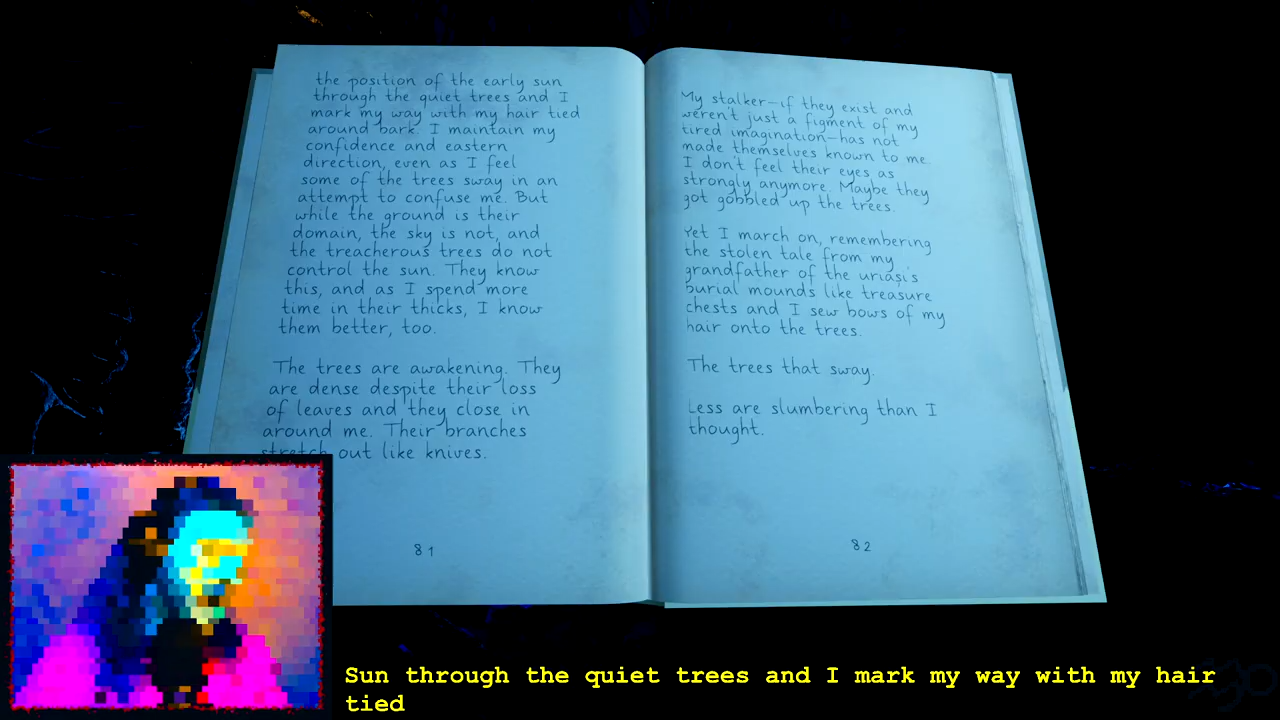 the position of the early sun
through the quiet trees and I
mark my way with my hair tied
around bark. I maintain my
confidence and eastern
direction, even as I feel
some of the trees sway in an
attempt to confuse me. But
while the ground is their
domain, the sky is not, and
the treacherous trees do not
control the sun. They know
this, and as I spend more
time in their thicks, I know
them better, too.
The trees are awakening. They
are dense despite their loss
of leaves and they close in
around me. Their branches
stretch out like knives.
81
My stalker—if they exist and
weren't just a figment of my
tired imagination—has not
made themselves known to me.
I don't feel their eyes as
strongly anymore. Maybe they
got gobbled up the trees.
Yet I march on, remembering
the stolen tale from my
grandfather of the uriasi's
burial mounds like treasure
chests and I sew bows of my
hair onto the trees.
The trees that sway.
Less are slumbering than I
thought.
82
Sun through the quiet trees and I mark my way with my hair
tied